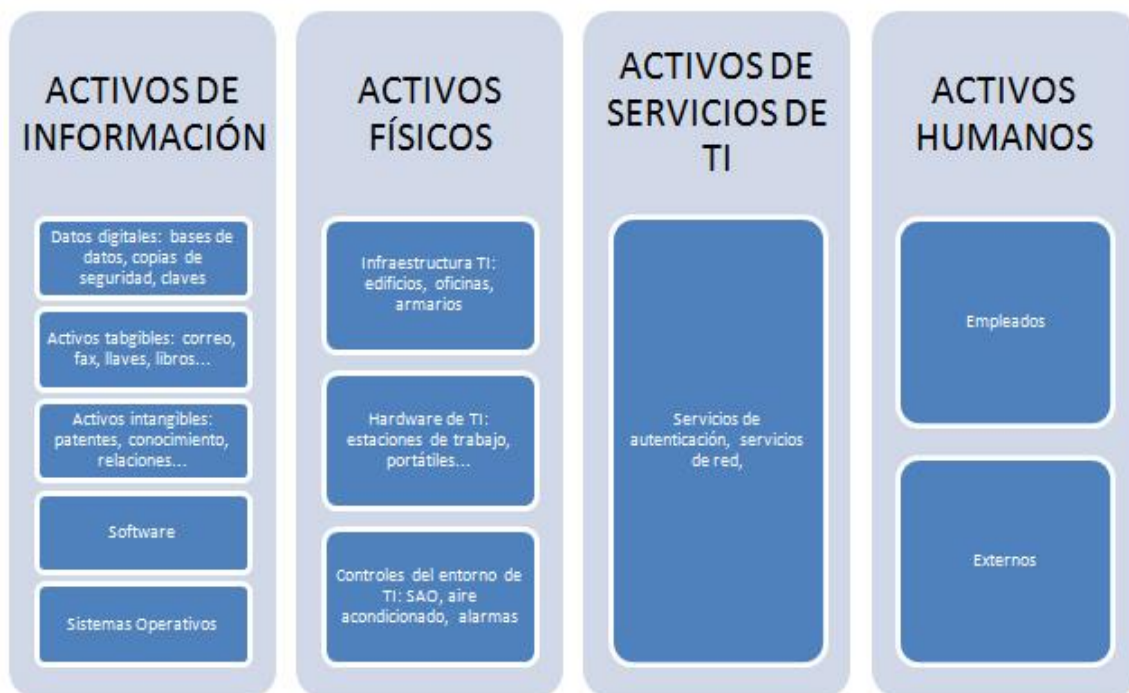 ACTIVOS DE
INFORMACIÓN
Datos digitales: bases de
datos, copias de
seguridad, claves
Activos tabgibles: correo,
fax, llaves, libros...
Activos intangibles:
patentes, conocimiento,
relaciones...
Software
Sistemas Operativos
ACTIVOS
FÍSICOS
Infraestructura TI:
edificios, oficinas,
armarios
Hardware de TI:
estaciones de trabajo,
portátiles...
Controles del entorno de
TI: SAO, aire
acondicionado, alarmas
ACTIVOS DE
SERVICIOS DE
TI
Servicios de
autenticación, servicios
de red,
ACTIVOS
HUMANOS
Empleados
Externos